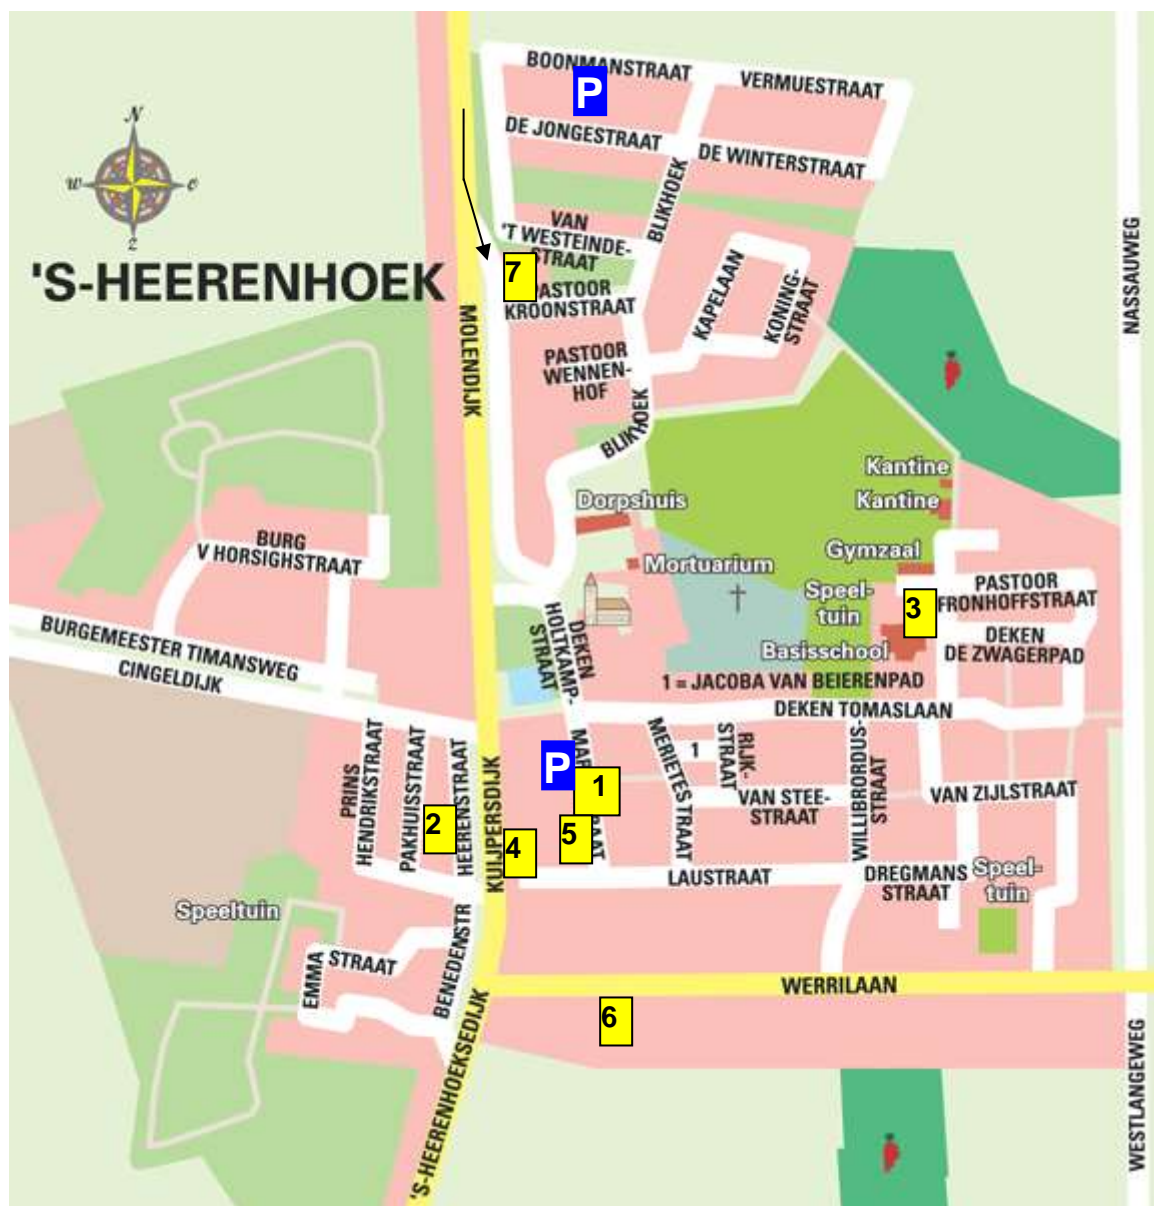 BOONMANSTRAAT
VERMUESTRAAT
P
DE JONGESTRAAT
DE WINTERSTRAAT
N
W
O
Z
'S-HEERENHOEK
BLIKHOEK
VAN
'T WESTEINDE-
STRAAT
7
PASTOOR
KROONSTRAAT
KAPELAAN
KONING-
STRAAT
NASSAUWEG
MOLENDIJK
PASTOOR
WENNEN-
HOF
BLIKHOEK
Kantine
Kantine
Dorpshuis
Gymzaal
Mortuarium
BURG
V HORSIGHSTRAAT
PASTOOR
FRONHOFFSTRAAT
Speel-
tuin
3
DEKEN
DE ZWAGERPAD
Basisschool
DEKEN
HOLTKAMP-
STRAAT
BURGEMEESTER TIMANSWEG
CINGELDIJK
1 = JACOBA VAN BEIERENPAD
DEKEN TOMASLAAN
PRINS
HENDRIKSTRAAT
PAKHUISSTRAAT
HEERENSTRAAT
KUIJPERSDIJK
P
1
2
4
5
MERIETESTRAAT
1
RIJK-
STRAAT
VAN STEE-
STRAAT
WILLIBRORDUS-
STRAAT
VAN ZIJLSTRAAT
LAUSTRAAT
DREGMANS
STRAAT
Speel-
tuin
Speeltuin
EMMA
STRAAT
BENEDENSTR
WERRILAAN
6
'S-HEERENHOEKSEDIJK
WESTLANGEWEG